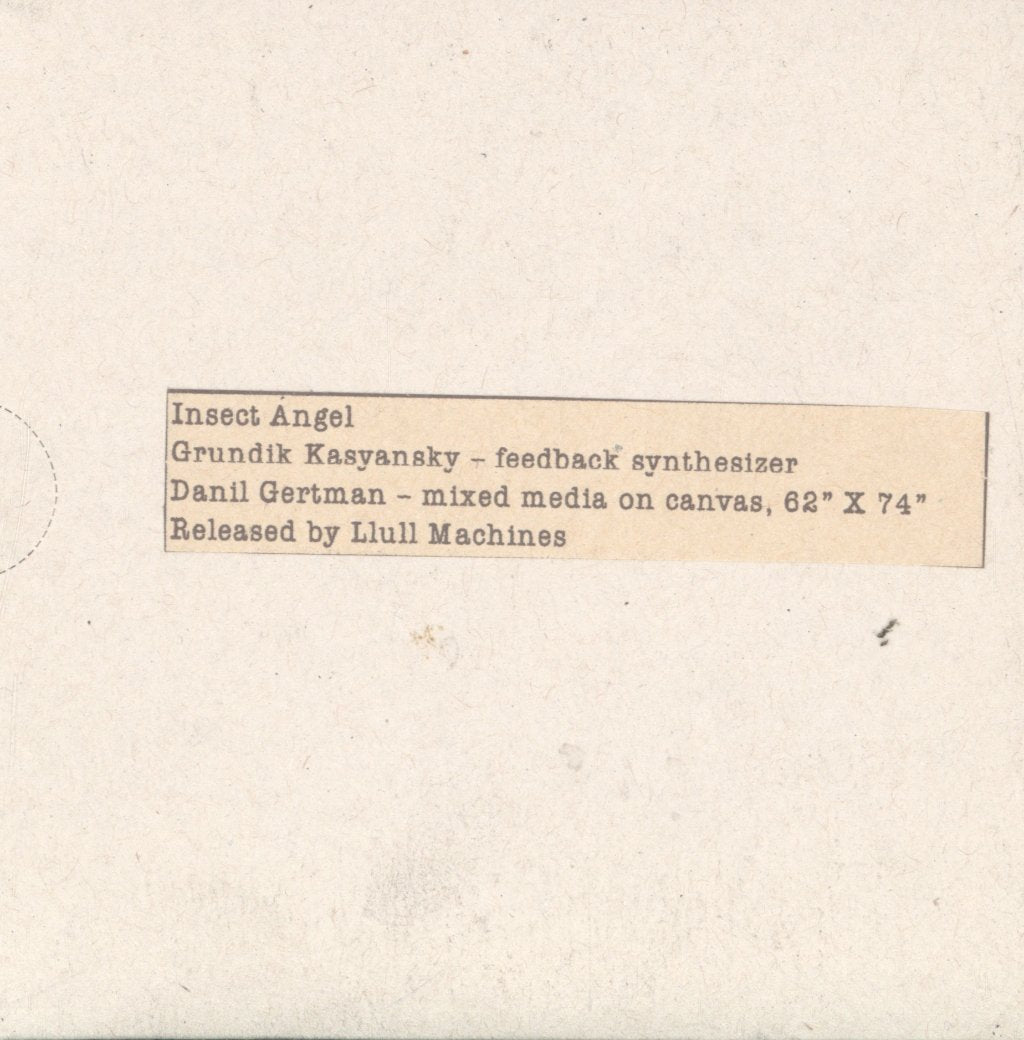 Insect Angel
Grundik Kasyansky – feedback synthesizer
Danil Gertman – mixed media on canvas, 62” X 74”
Released by Llull Machines